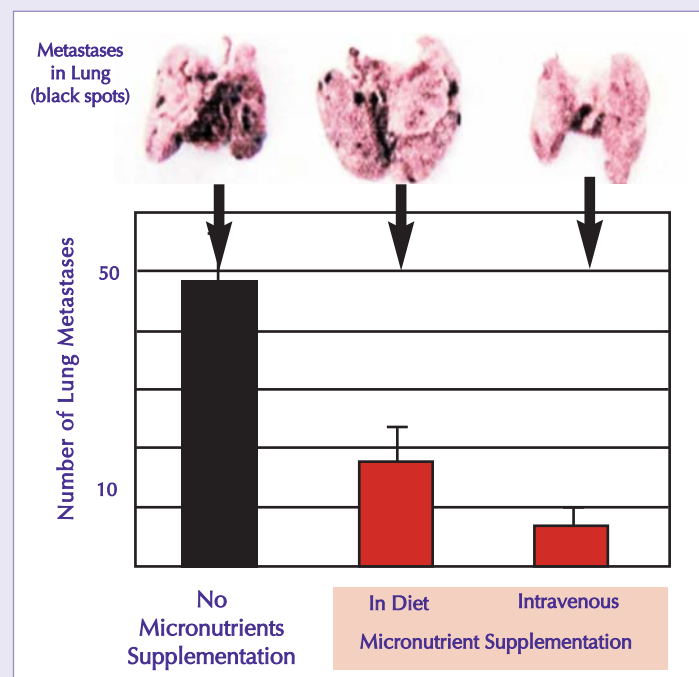 Metastases
in Lung
(black spots)
Number of Lung Metastases
50
10
No
Micronutrients
Supplementation
In Diet
Intravenous
Micronutrient Supplementation